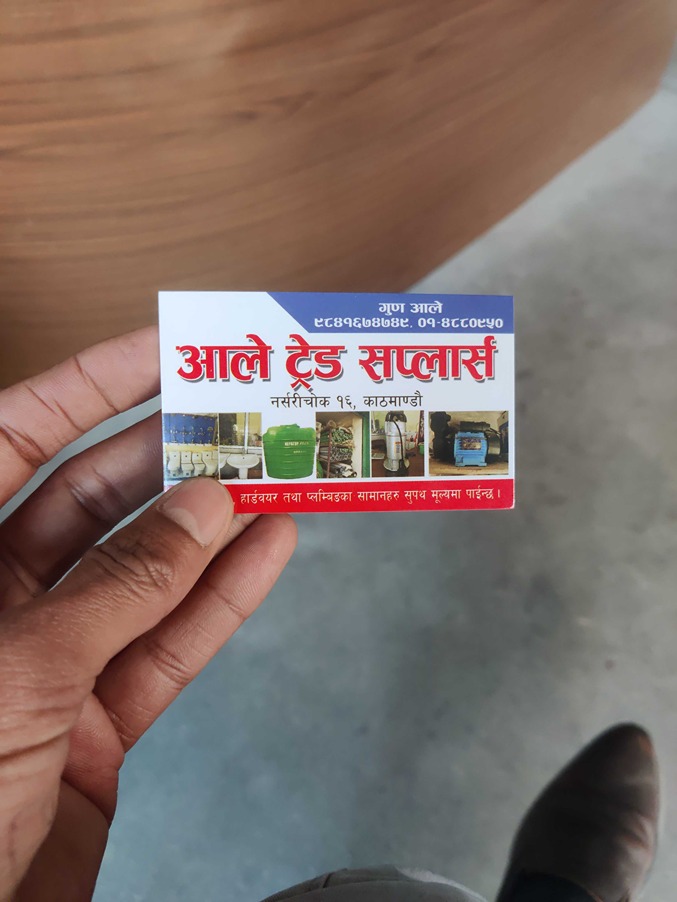 गुण आले
९८४१६७४७४९, ०१-४८८०९५०
आले ट्रेड सप्लार्स
नर्सरीचोक १६, काठमाण्डौ
हार्डवयर तथा प्लम्बिङका सामानहरु सुपथ मूल्यमा पाईन्छ ।